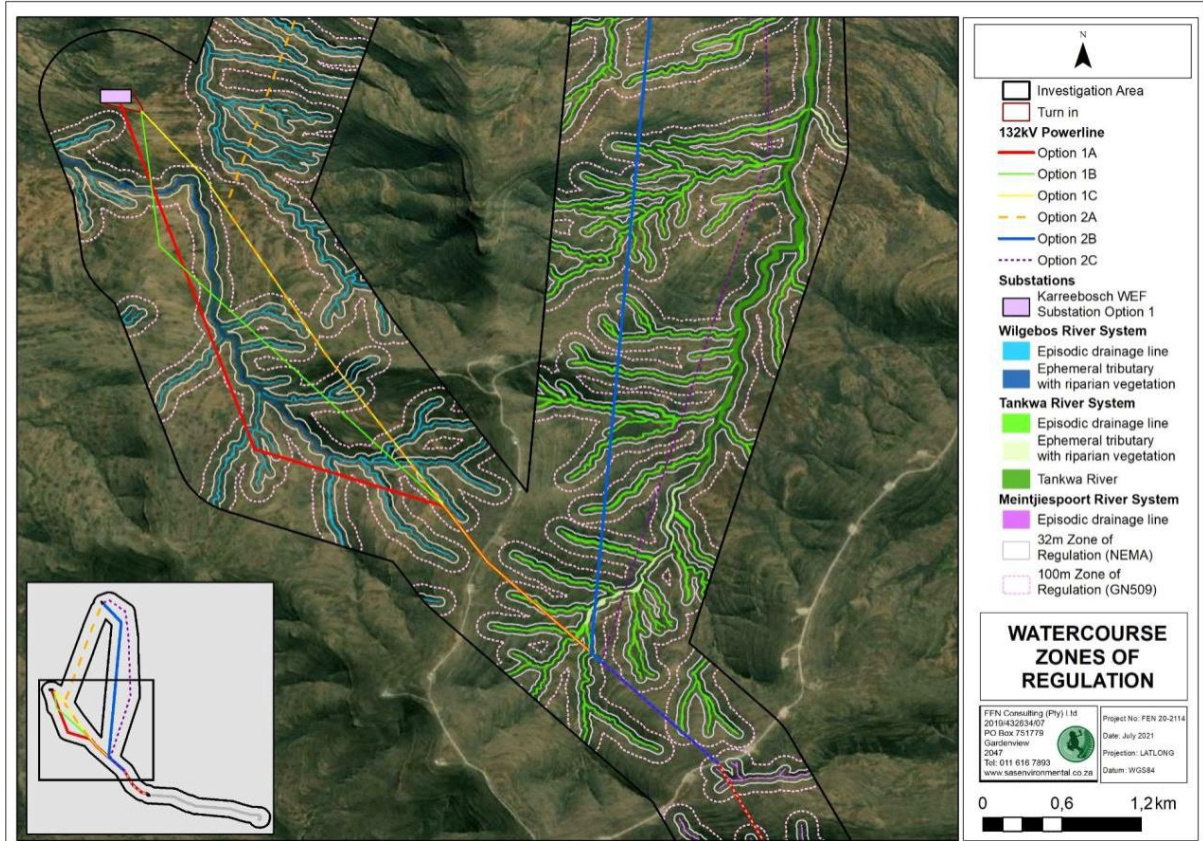 N
Investigation Area
Turn in
132kV Powerline
Option 1A
Option 1B
Option 1C
Option 2A
Option 2B
Option 2C
Substations
Karreebosch WEF
Substation Option 1
Wilgebos River System
Episodic drainage line
Ephemeral tributary
with riparian vegetation
Tankwa River System
Episodic drainage line
Ephemeral tributary
with riparian vegetation
Tankwa River
Meintjiespoort River System
Episodic drainage line
32m Zone of
Regulation (NEMA)
100m Zone of
Regulation (GN509)
WATERCOURSE
ZONES OF
REGULATION
FEN Consulting (Pty) Ltd
2019/432634/07
PO Box 751779
Gardenview
2047
Tel: 011 616 7893
www.sasenvironmental.co.za
Project No: FEN 20-2114
Date: July 2021
Projection: LATLONG
Datum: WGS84
0 0,6 1,2 km